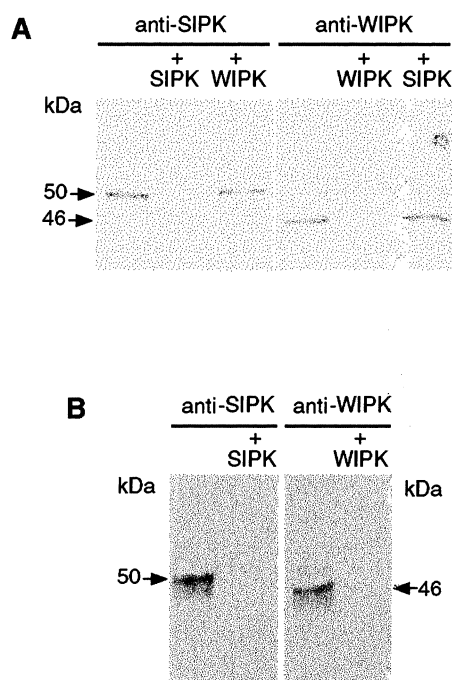 A
anti-SIPK anti-WIPK
+ + + +
SIPK WIPK WIPK SIPK
kDa
50
46
B
anti-SIPK anti-WIPK
+ +
SIPK WIPK
kDa kDa
50 46